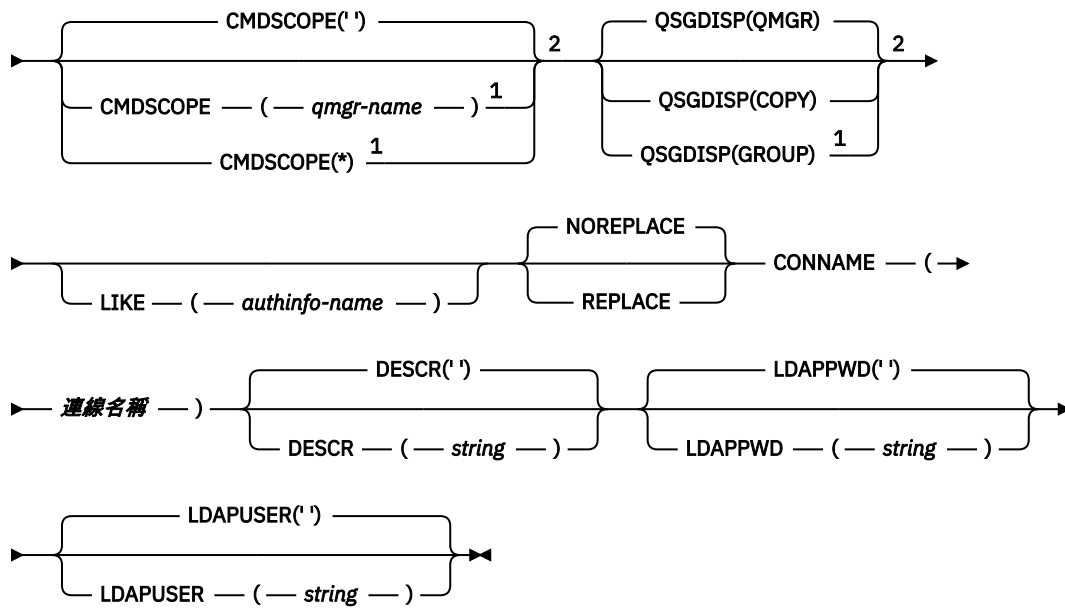 CMDSCOPE(' ') QSGDISP(QMGR)
2 2
CMDSCOPE ( qmgr-name ) 1 QSGDISP(COPY)
CMDSCOPE(*) 1 QSGDISP(GROUP) 1
NOREPLACE
CONNAME (
LIKE ( authinfo-name ) REPLACE
DESCR(' ') LDAPPWD(' ')
連線名稱 )
DESCR ( string ) LDAPPWD ( string )
LDAPUSER(' ')
LDAPUSER ( string )